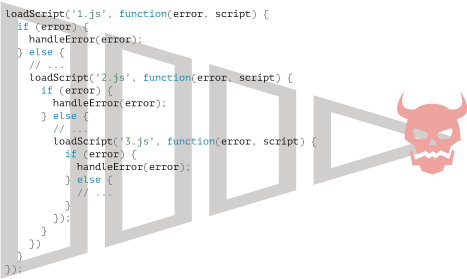 loadScript('1.js', function(error, script) {
  if (error) {
    handleError(error);
  } else {
    // ...
    loadScript('2.js', function(error, script) {
      if (error) {
        handleError(error);
      } else {
        // ...
        loadScript('3.js', function(error, script) {
          if (error) {
            handleError(error);
          } else {
            // ...
          }
        });
      }
    })
  }
});